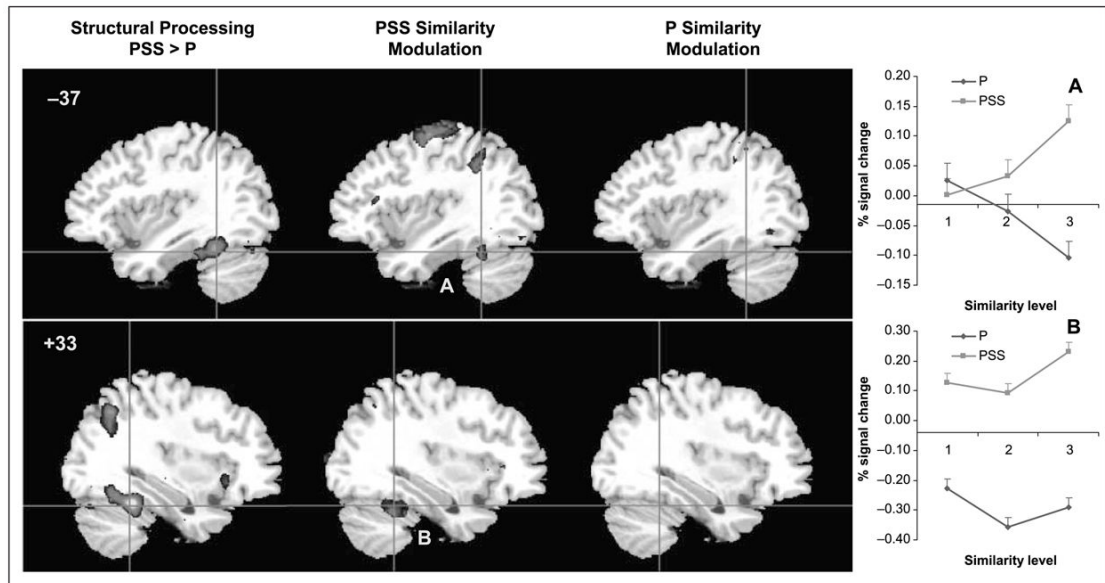 Structural Processing
PSS > P
PSS Similarity
Modulation
P Similarity
Modulation
–37
A
+33
B
A
P
PSS
% signal change
0.20
0.15
0.10
0.05
0.00
–0.05
–0.10
–0.15
1
2
3
Similarity level
B
P
PSS
% signal change
0.30
0.20
0.10
0.00
–0.10
–0.20
–0.30
–0.40
1
2
3
Similarity level